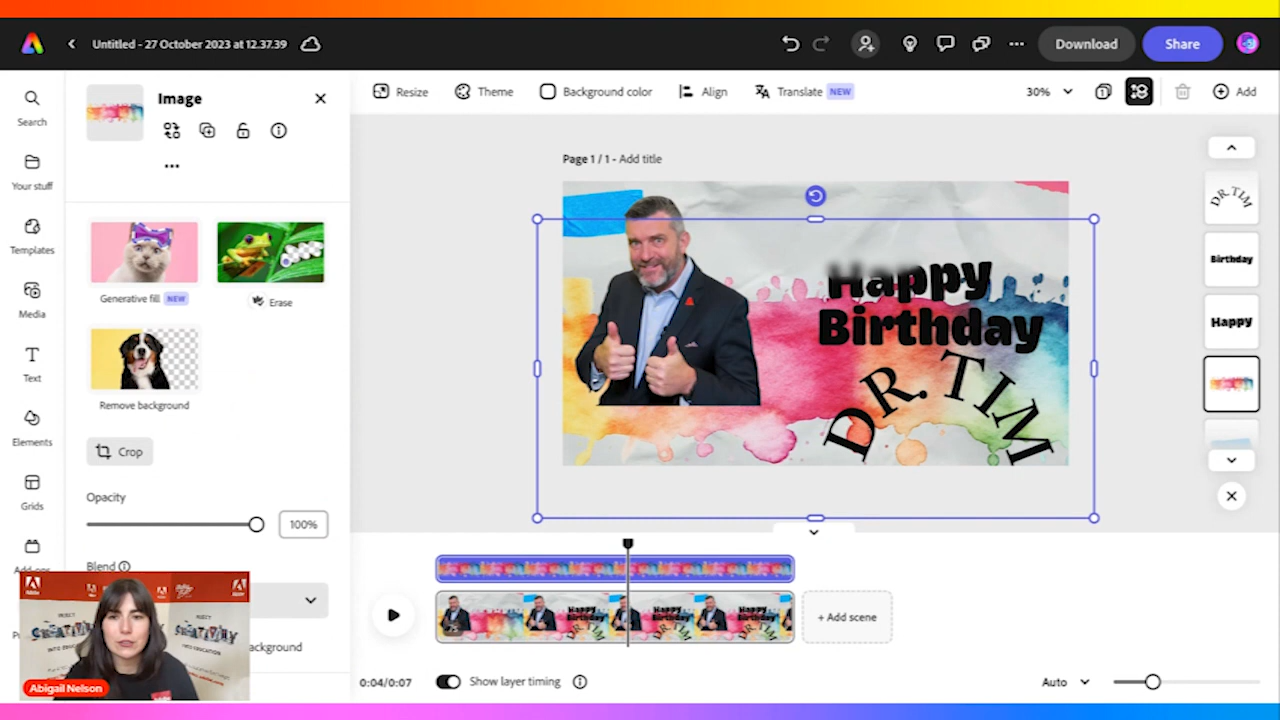 Untitled - 27 October 2023 at 12.37.39
Download
Share
Search
Your stuff
Templates
Media
Text
Elements
Grids
Image
Generative fill NEW
Erase
Remove background
Crop
Opacity
100%
Blend
ackground
Resize
Theme
Background color
Align
Translate NEW
30%
Add
Page 1 / 1 - Add title
Happy
Birthday
DR. TIM
DR. TIM
Birthday
Happy
+ Add scene
0:04/0:07
Show layer timing
Auto
Abigail Nelson